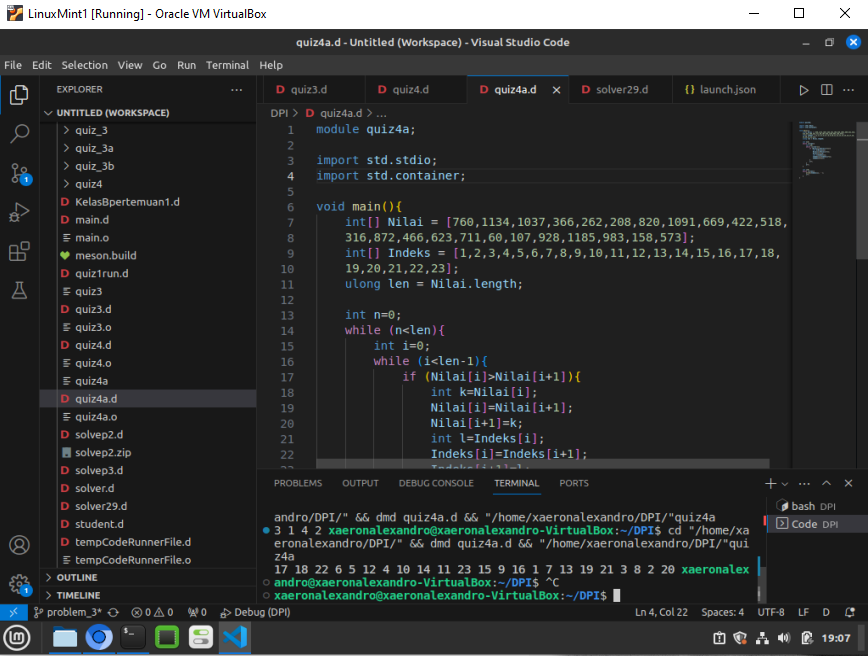 LinuxMint1 [Running] - Oracle VM VirtualBox
quiz4a.d - Untitled (Workspace) - Visual Studio Code
File Edit Selection View Go Run Terminal Help
EXPLORER
UNTITLED (WORKSPACE)
quiz_3
quiz_3a
quiz_3b
quiz4
D KelasBpertemuan1.d
D main.d
main.o
meson.build
D quiz1run.d
quiz3
D quiz3.d
quiz3.o
D quiz4.d
quiz4.o
quiz4a
D quiz4a.d
quiz4a.o
D solvep2.d
solvep2.zip
D solvep3.d
D solver.d
D solver29.d
D student.d
D tempCodeRunnerFile.d
tempCodeRunnerFile.o
OUTLINE
TIMELINE
1
1
D quiz3.d D quiz4.d D quiz4a.d D solver29.d {} launch.json
DPI > D quiz4a.d > ...
1 module quiz4a;
2
3 import std.stdio;
4 import std.container;
5
6 void main(){
7 int[] Nilai = [760,1134,1037,366,262,208,820,1091,669,422,518,
8 316,872,466,623,711,60,107,928,1185,983,158,573];
9 int[] Indeks = [1,2,3,4,5,6,7,8,9,10,11,12,13,14,15,16,17,18,
10 19,20,21,22,23];
11 ulong len = Nilai.length;
12
13 int n=0;
14 while (n<len){
15 int i=0;
16 while (i<len-1){
17 if (Nilai[i]>Nilai[i+1]){
18 int k=Nilai[i];
19 Nilai[i]=Nilai[i+1];
20 Nilai[i+1]=k;
21 int l=Indeks[i];
22 Indeks[i]=Indeks[i+1];
23 Indeks[i+1]=l;
PROBLEMS OUTPUT DEBUG CONSOLE TERMINAL PORTS
andro/DPI/" && dmd quiz4a.d && "/home/xaeronalexandro/DPI/"quiz4a
3 1 4 2 xaeronalexandro@xaeronalexandro-VirtualBox:~/DPI$ cd "/home/xa
eronalexandro/DPI/" && dmd quiz4a.d && "/home/xaeronalexandro/DPI/"qui
z4a
17 18 22 6 5 12 4 10 14 11 23 15 9 16 1 7 13 19 21 3 8 2 20 xaeronalex
andro@xaeronalexandro-VirtualBox:~/DPI$ ^C
xaeronalexandro@xaeronalexandro-VirtualBox:~/DPI$
bash DPI
Code DPI
problem_3* 0 0 0 Debug (DPI) Ln 4, Col 22 Spaces: 4 UTF-8 LF D
19:07